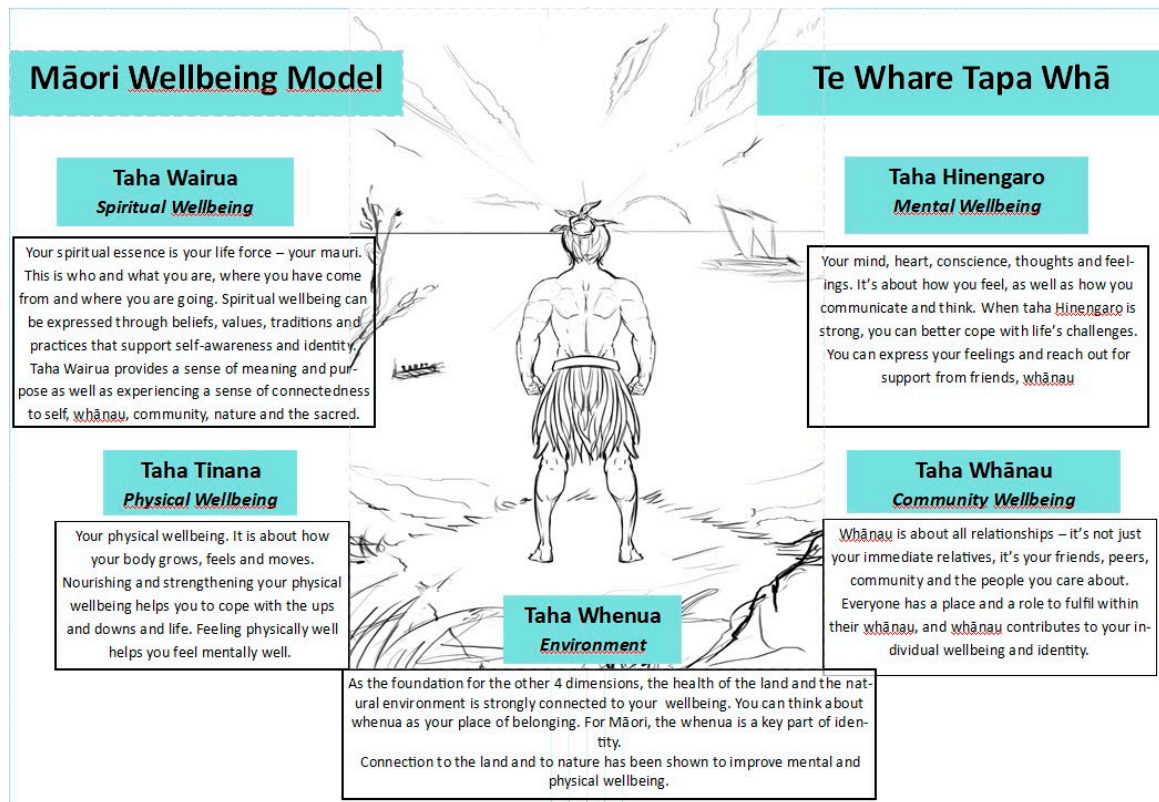 Māori Wellbeing Model
Te Whare Tapa Whā
Taha Wairua
Spiritual Wellbeing
Your spiritual essence is your life force – your mauri.
This is who and what you are, where you have come
from and where you are going. Spiritual wellbeing can
be expressed through beliefs, values, traditions and
practices that support self-awareness and identity.
Taha Wairua provides a sense of meaning and pur-
pose as well as experiencing a sense of connectedness
to self, whānau, community, nature and the sacred.
Taha Hinengaro
Mental Wellbeing
Your mind, heart, conscience, thoughts and feel-
ings. It's about how you feel, as well as how you
communicate and think. When taha Hinengaro is
strong, you can better cope with life's challenges.
You can express your feelings and reach out for
support from friends, whānau
Taha Tinana
Physical Wellbeing
Your physical wellbeing. It is about how
your body grows, feels and moves.
Nourishing and strengthening your physical
wellbeing helps you to cope with the ups
and downs and life. Feeling physically well
helps you feel mentally well.
Taha Whānau
Community Wellbeing
Whānau is about all relationships – it's not just
your immediate relatives, it's your friends, peers,
community and the people you care about.
Everyone has a place and a role to fulfil within
their whānau, and whānau contributes to your in-
dividual wellbeing and identity.
Taha Whenua
Environment
As the foundation for the other 4 dimensions, the health of the land and the nat-
ural environment is strongly connected to your wellbeing. You can think about
whenua as your place of belonging. For Māori, the whenua is a key part of iden-
tity.
Connection to the land and to nature has been shown to improve mental and
physical wellbeing.